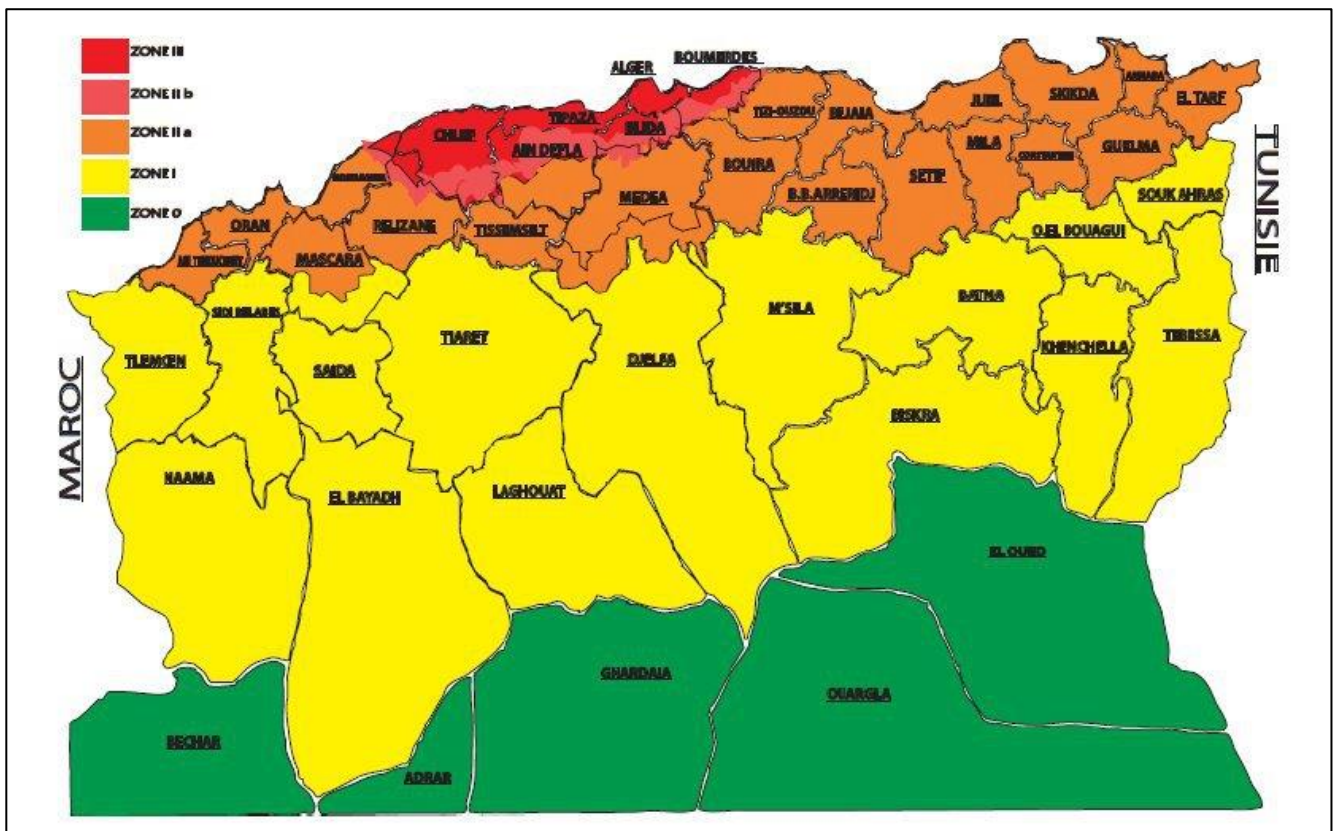 ZONE III
ZONE II b
ZONE II a
ZONE I
ZONE 0
BOUMERDES
ALGER
TIPAZA
CHLEF
BLIDA
AIN DEFLA
TIZI-OUZOU
BEJAIA
JIJEL
SKIKDA
ANNABA
EL TARF
GUELMA
MILA
CONSTANTINE
SETIF
BOUIRA
B.B.ARRERIDJ
MEDEA
SOUK AHRAS
O.EL BOUAGUI
TUNISIE
RELIZANE
TISSEMSILT
ORAN
MASCARA
SIDI BELABES
TLEMCEN
SAIDA
TIARET
DJELFA
M'SILA
BATNA
KHENCHELLA
TEBESSA
MAROC
BISKRA
NAAMA
EL BAYADH
LAGHOUAT
EL OUED
GHARDAIA
OUARGLA
BECHAR
ADRAR